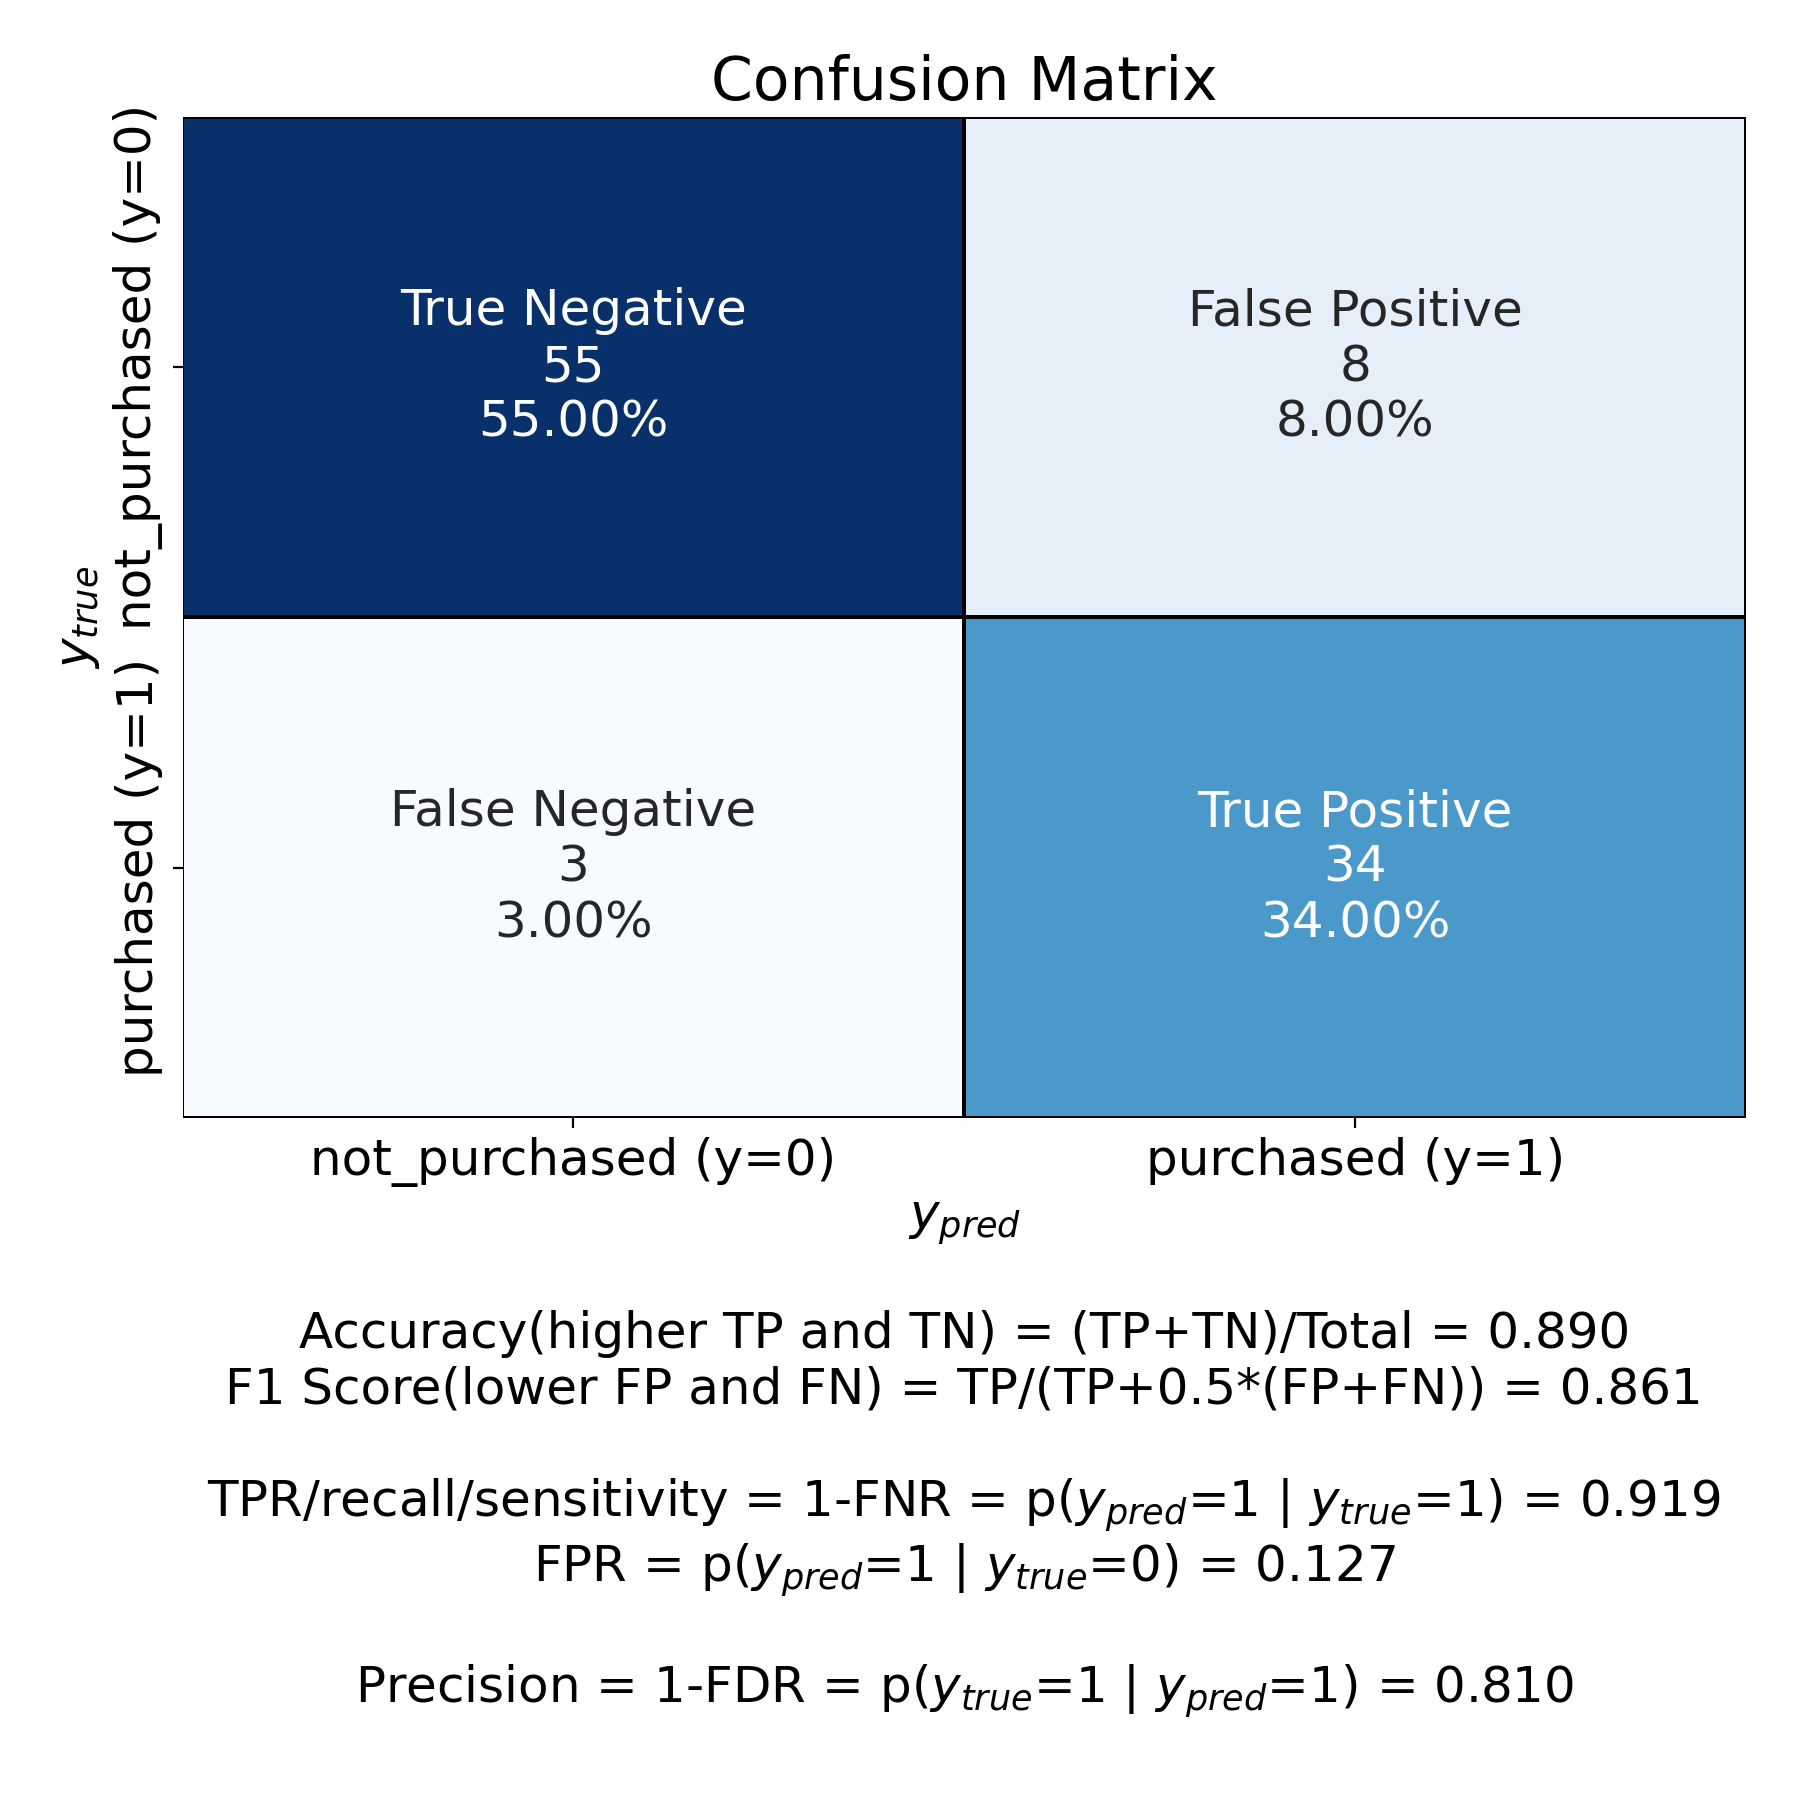 Confusion Matrix
not_purchased (y=0)
True Negative
55
55.00%
False Positive
8
8.00%
y_true
purchased (y=1)
False Negative
3
3.00%
True Positive
34
34.00%
not_purchased (y=0)
purchased (y=1)
y_pred
Accuracy(higher TP and TN) = (TP+TN)/Total = 0.890
F1 Score(lower FP and FN) = TP/(TP+0.5*(FP+FN)) = 0.861
TPR/recall/sensitivity = 1-FNR = p(y_pred=1 | y_true=1) = 0.919
FPR = p(y_pred=1 | y_true=0) = 0.127
Precision = 1-FDR = p(y_true=1 | y_pred=1) = 0.810